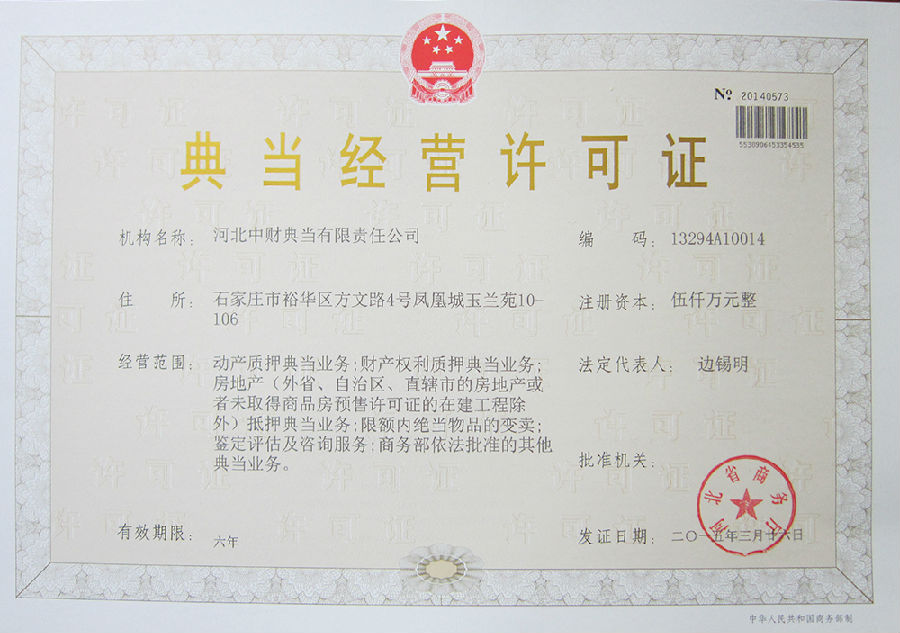 № 20140573
5530906153354535
典当经营许可证
机构名称：河北中财典当有限责任公司
编 码：13294A10014
住 所：石家庄市裕华区方文路4号凤凰城玉兰苑10-
106
注册资本：伍仟万元整
经营范围：动产质押典当业务;财产权利质押典当业务;
房地产（外省、自治区、直辖市的房地产或
者未取得商品房预售许可证的在建工程除
外）抵押典当业务;限额内绝当物品的变卖;
鉴定评估及咨询服务;商务部依法批准的其他
典当业务。
法定代表人：边锡明
批准机关：
河北省商务厅
有效期限：六年
发证日期：二〇一五年三月十六日
中华人民共和国商务部制